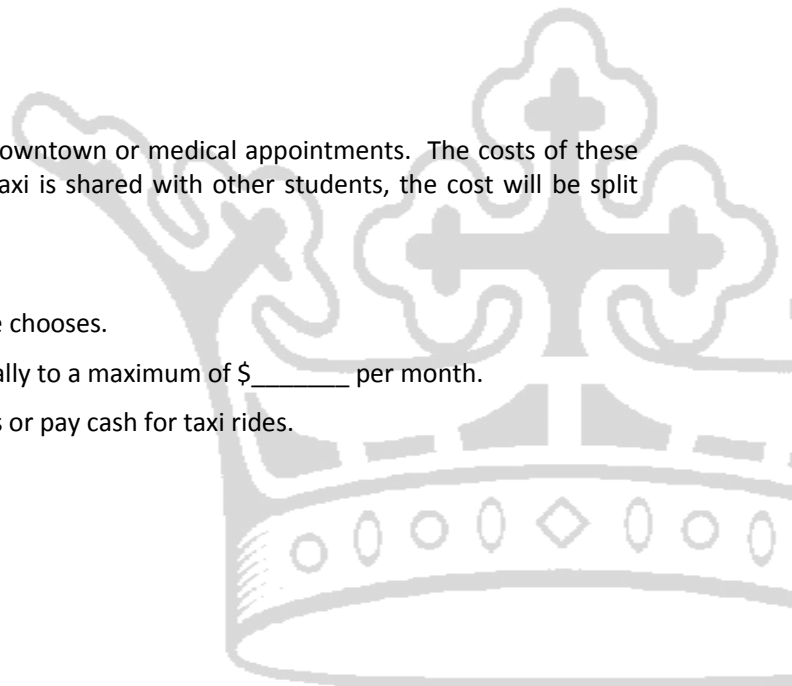 owntown or medical appointments. The costs of these
axi is shared with other students, the cost will be split
chooses.
ally to a maximum of $_______ per month.
or pay cash for taxi rides.